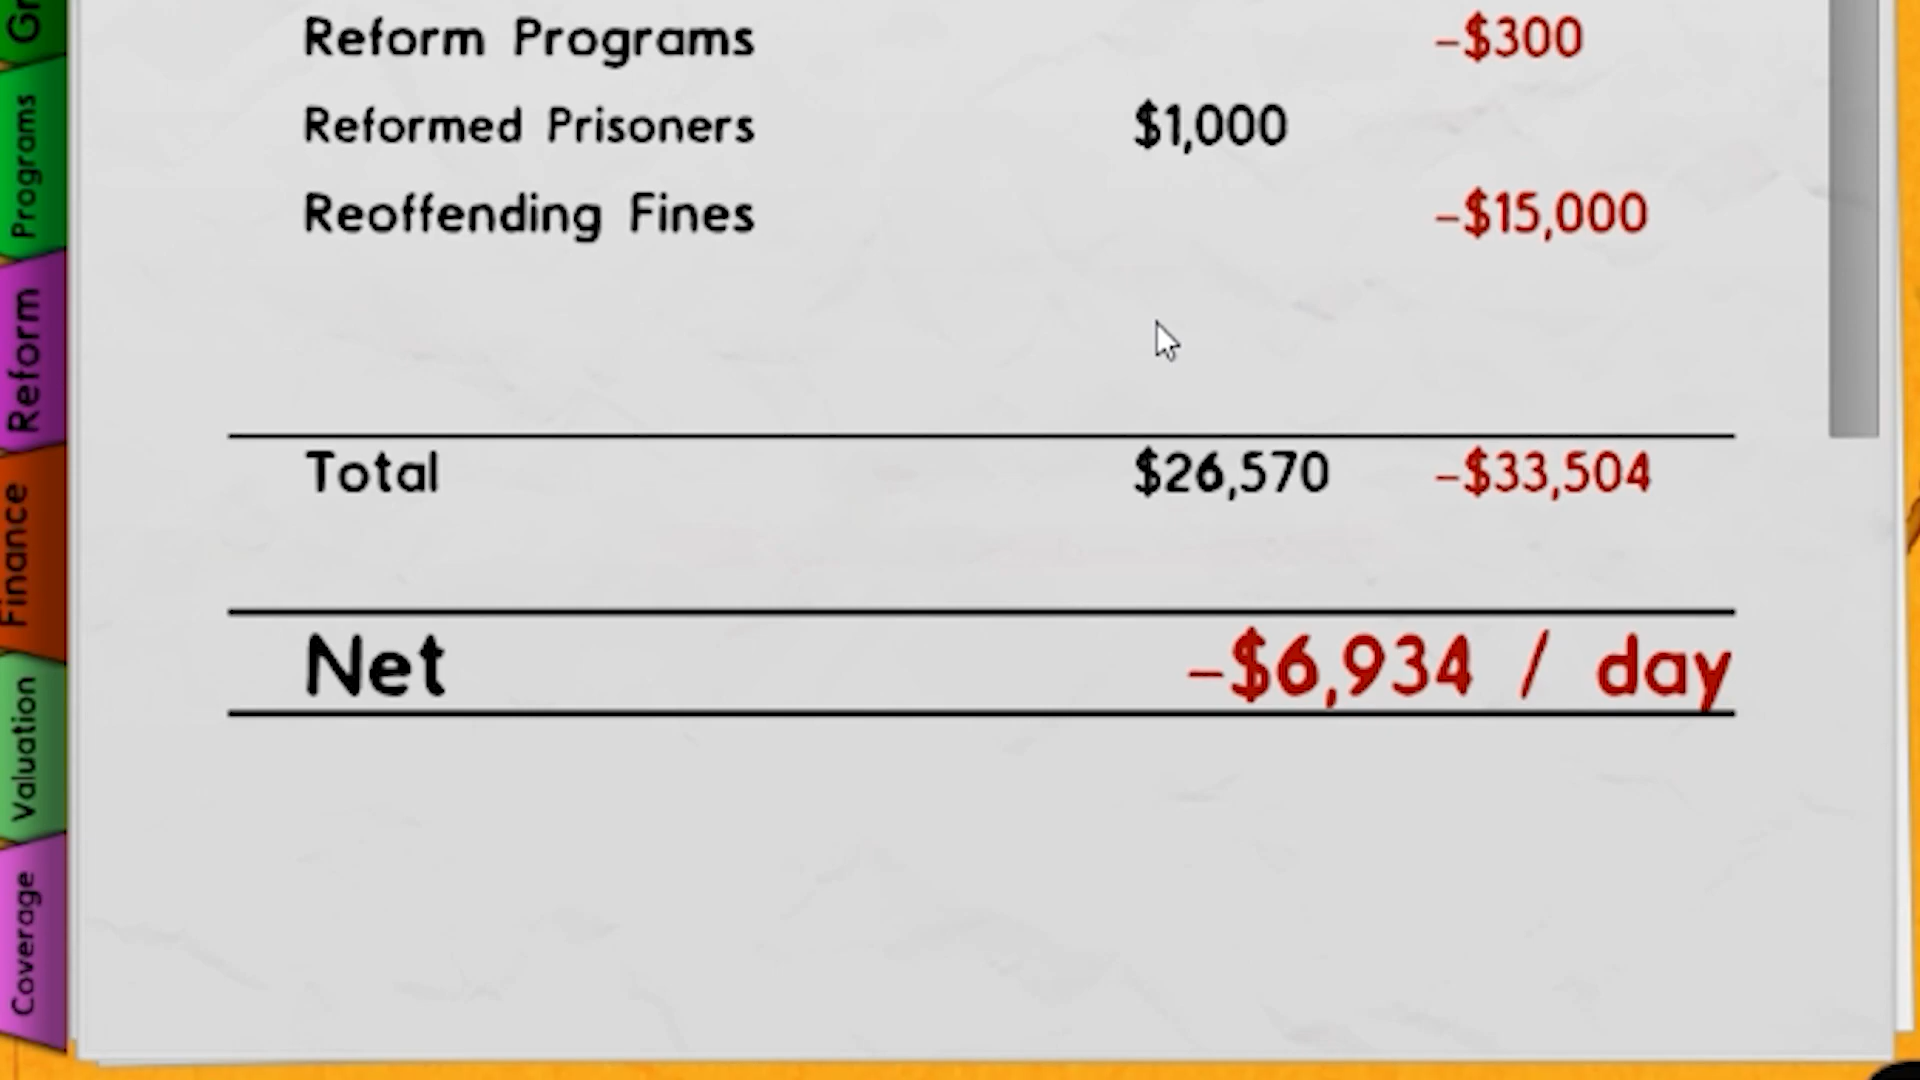 Reform Programs -$300
Reformed Prisoners $1,000
Reoffending Fines -$15,000
Total $26,570 -$33,504
Net -$6,934 / day
Gr
Programs
Reform
Finance
Valuation
Coverage